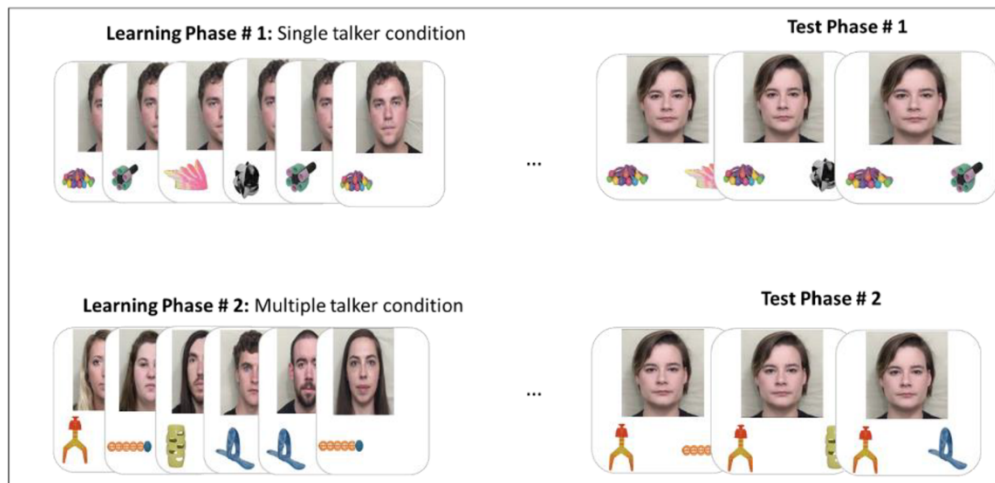 Learning Phase # 1: Single talker condition
Test Phase # 1
...
Learning Phase # 2: Multiple talker condition
Test Phase # 2
...